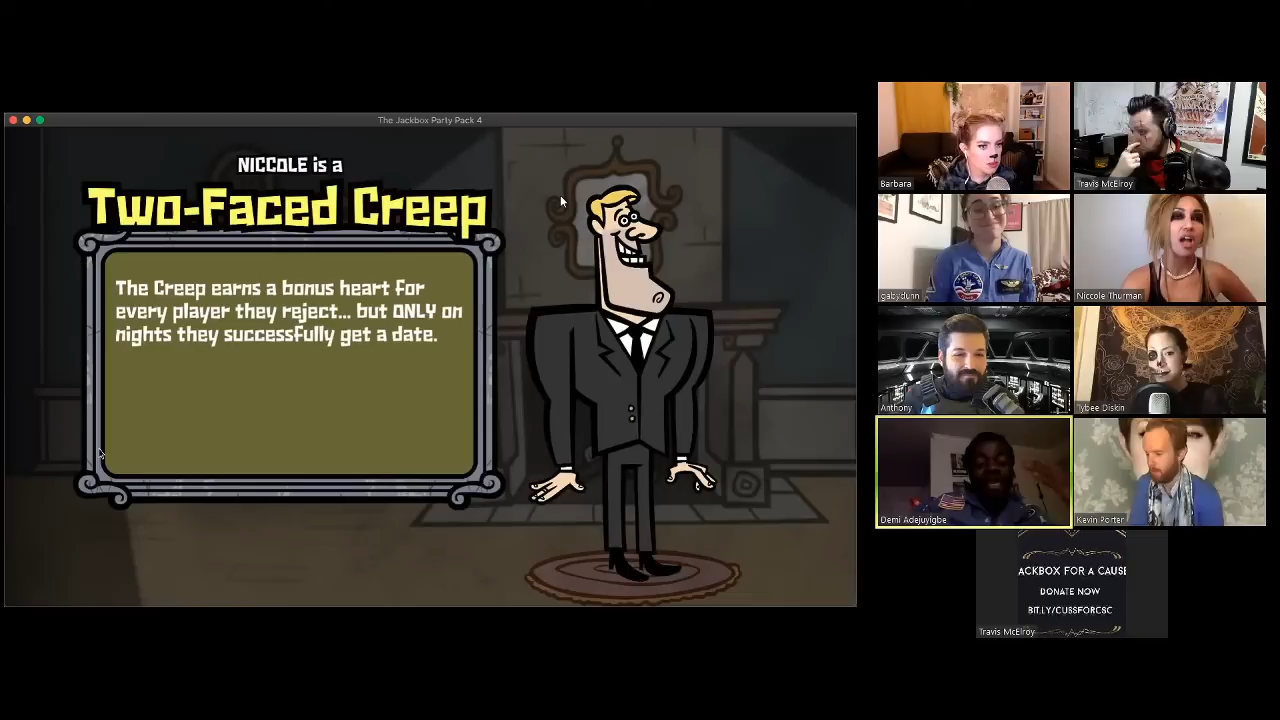 The Jackbox Party Pack 4
NICCOLE is a
Two-Faced Creep
The Creep earns a bonus heart for
every player they reject... but ONLY on
nights they successfully get a date.
Barbara
Travis McElroy
gabydunn
Niccole Thurman
Anthony
Tybee Diskin
Demi Adejuyigbe
Kevin Porter
ACKBOX FOR A CAUSE
DONATE NOW
BIT.LY/CUSSFORCSC
Travis McElroy